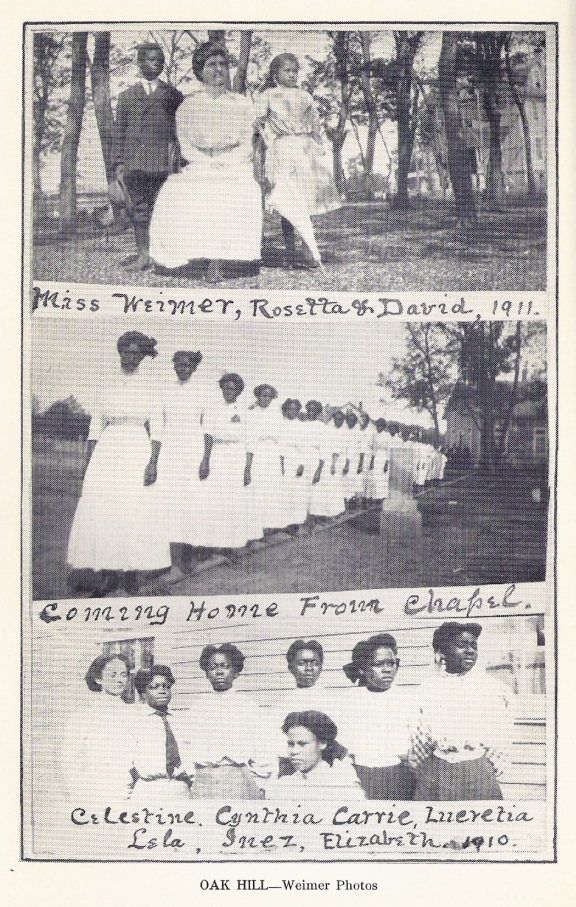 Miss Weimer, Rosetta & David, 1911.
Coming Home From Chapel.
Celestine, Cynthia Carrie, Lucretia
Lela, Inez, Elizabeth. 1910.
OAK HILL—Weimer Photos